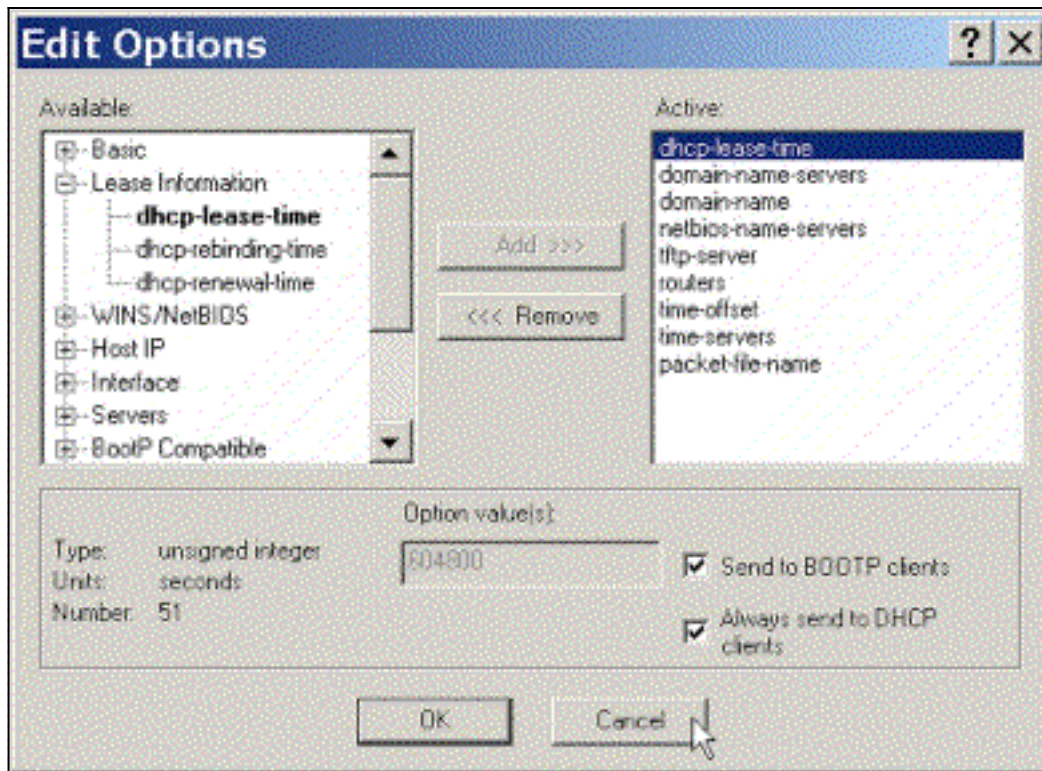 Edit Options
Available:
Basic
Lease Information
dhcp-lease-time
dhcp-rebinding-time
dhcp-renewal-time
WINS/NetBIOS
Host IP
Interface
Servers
BootP Compatible
Add >>>
<<< Remove
Active:
dhcp-lease-time
domain-name-servers
domain-name
netbios-name-servers
tftp-server
routers
time-offset
time-servers
packet-file-name
Type: unsigned integer
Units: seconds
Number: 51
Option value(s):
604800
Send to BOOTP clients
Always send to DHCP
clients
OK
Cancel